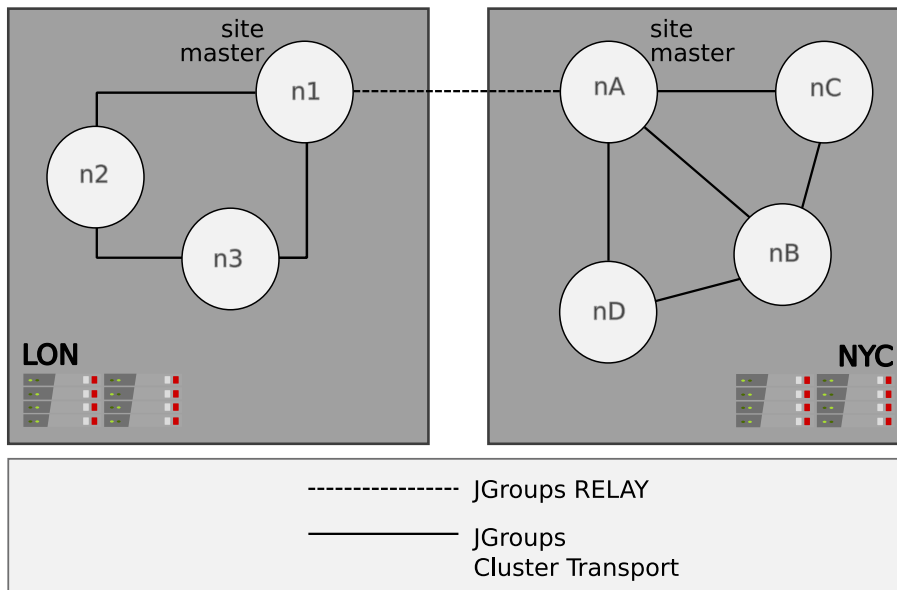 site
master
n1
n2
n3
LON
site
master
nA
nC
nB
nD
NYC
JGroups RELAY
JGroups
Cluster Transport